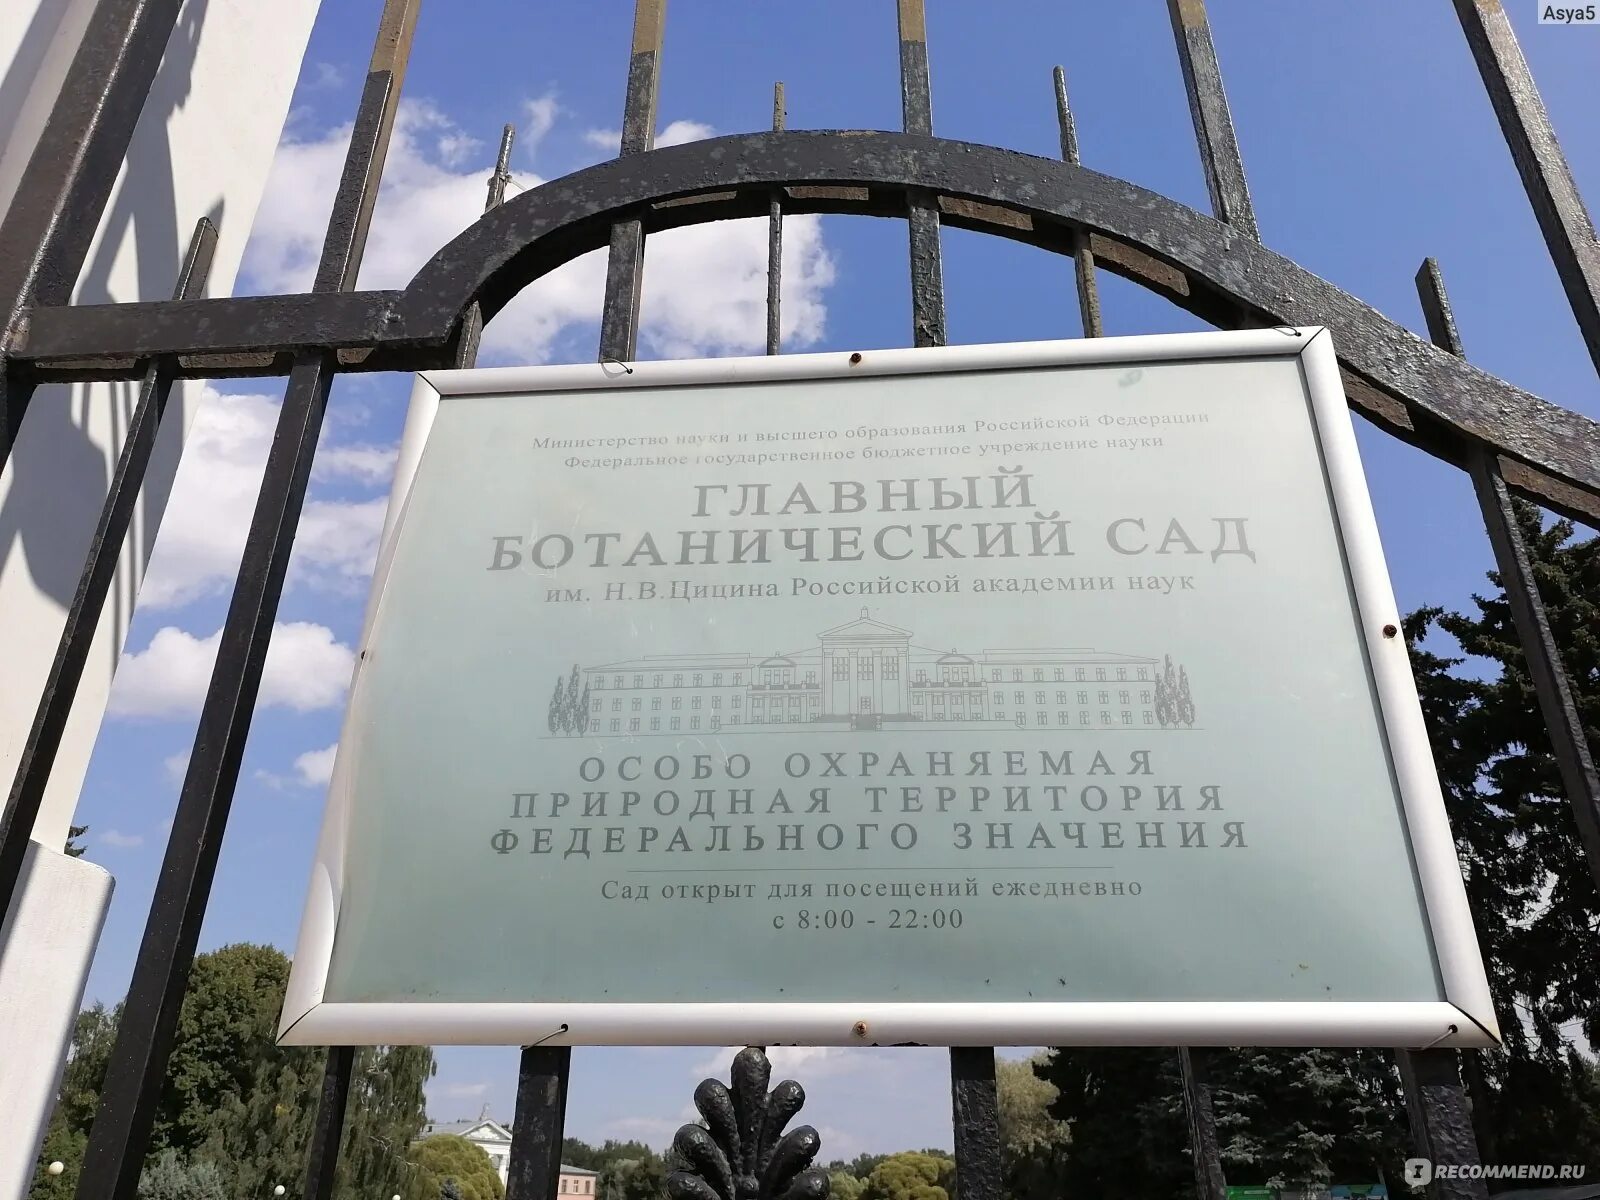 Asya5
Министерство науки и высшего образования Российской Федерации
Федеральное государственное бюджетное учреждение науки
ГЛАВНЫЙ
БОТАНИЧЕСКИЙ САД
им. Н.В.Цицина Российской академии наук
ОСОБО ОХРАНЯЕМАЯ
ПРИРОДНАЯ ТЕРРИТОРИЯ
ФЕДЕРАЛЬНОГО ЗНАЧЕНИЯ
Сад открыт для посещений ежедневно
с 8:00 - 22:00
RECOMMEND.RU